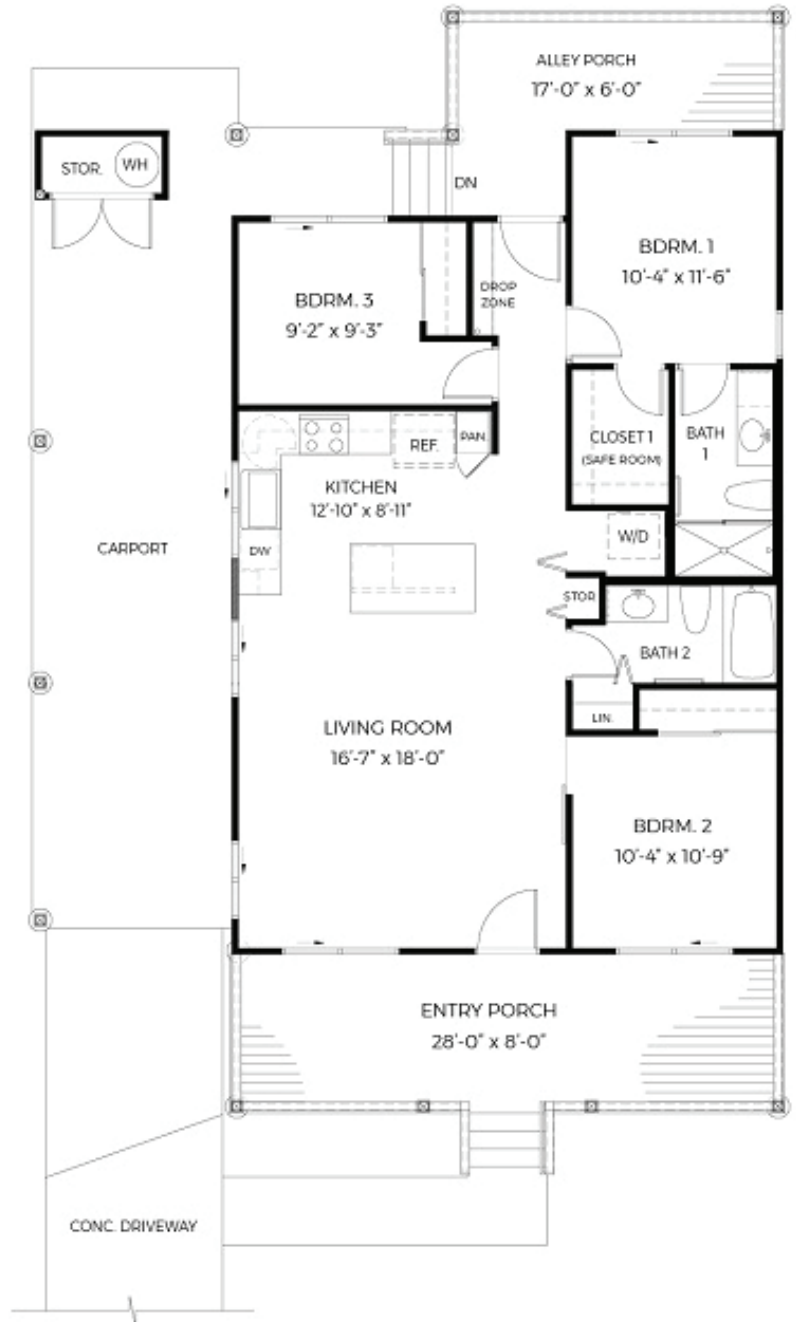 ALLEY PORCH
17'-0" x 6'-0"
STOR.
WH
DN
BDRM. 1
10'-4" x 11'-6"
BDRM. 3
9'-2" x 9'-3"
DROP
ZONE
CLOSET 1
(SAFE ROOM)
BATH
1
REF.
PAN.
KITCHEN
12'-10" x 8'-11"
DW
W/D
CARPORT
STOR
BATH 2
LIN.
LIVING ROOM
16'-7" x 18'-0"
BDRM. 2
10'-4" x 10'-9"
ENTRY PORCH
28'-0" x 8'-0"
CONC. DRIVEWAY